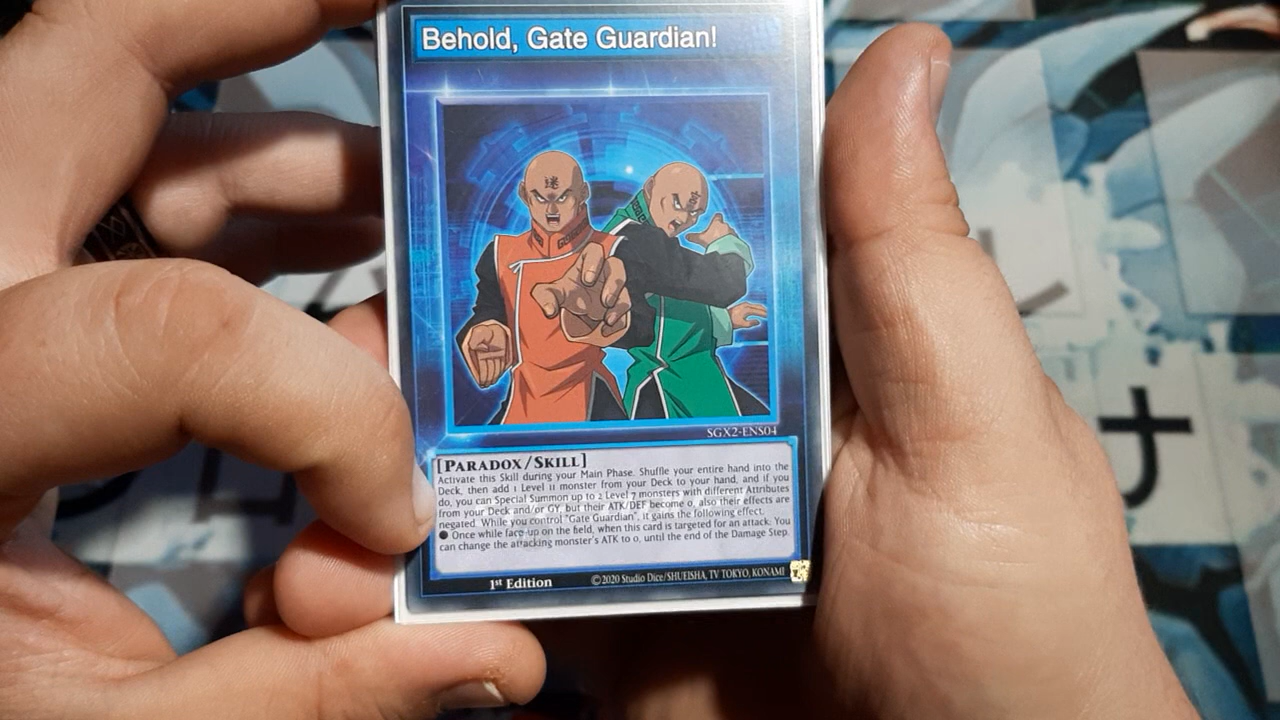 Behold, Gate Guardian!
迷
宮
SGX2-ENS04
[PARADOX/SKILL]
Activate this Skill during your Main Phase. Shuffle your entire hand into the
Deck, then add 1 Level 11 monster from your Deck to your hand, and if you
do, you can Special Summon up to 2 Level 7 monsters with different Attributes
from your Deck and/or GY, but their ATK/DEF become 0, also their effects are
negated. While you control "Gate Guardian", it gains the following effect.
● Once while face-up on the field, when this card is targeted for an attack: You
can change the attacking monster's ATK to 0, until the end of the Damage Step.
1st Edition
©2020 Studio Dice/SHUEISHA, TV TOKYO, KONAMI